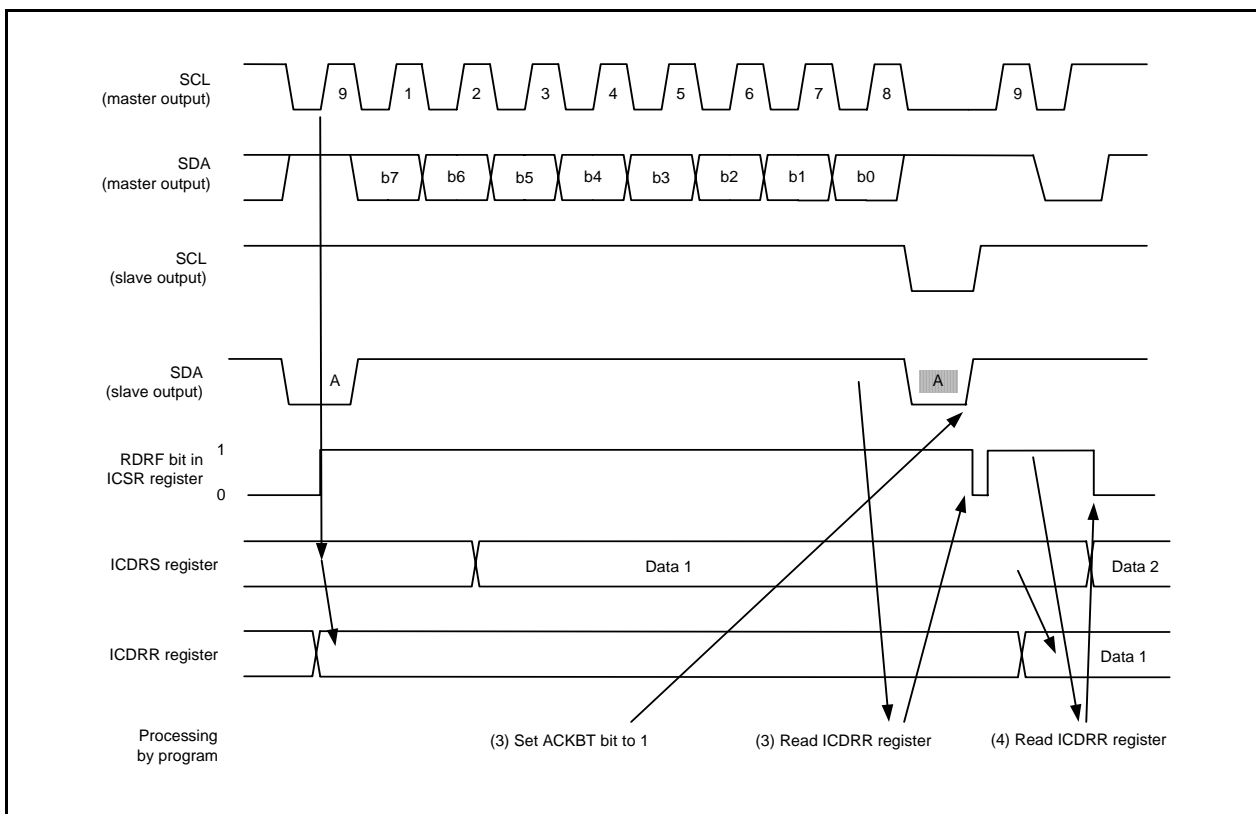 SCL
(master output)
9 1 2 3 4 5 6 7 8 9
SDA
(master output)
b7 b6 b5 b4 b3 b2 b1 b0
SCL
(slave output)
SDA
(slave output)
A A
RDRF bit in
ICSR register
1
0
ICDRS register
Data 1 Data 2
ICDRR register
Data 1
Processing
by program
(3) Set ACKBT bit to 1 (3) Read ICDRR register (4) Read ICDRR register